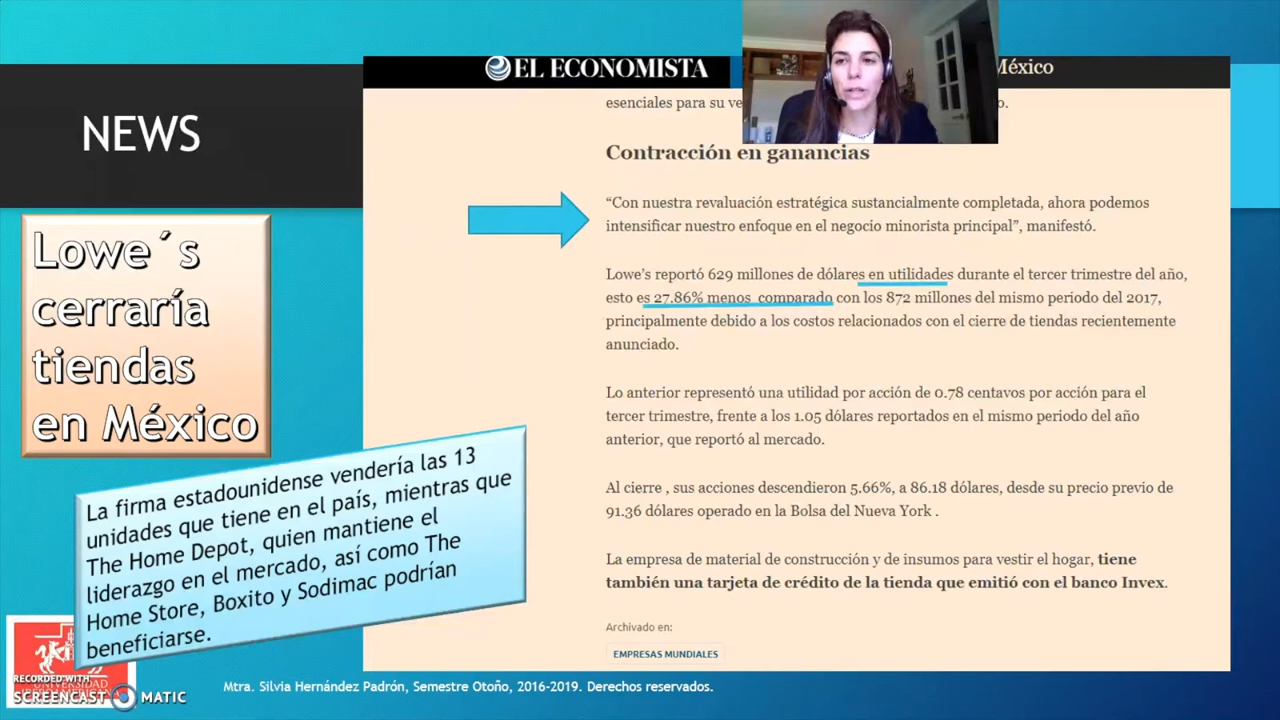 NEWS
Lowe´s
cerraría
tiendas
en México
La firma estadounidense vendería las 13
unidades que tiene en el país, mientras que
The Home Depot, quien mantiene el
liderazgo en el mercado, así como The
Home Store, Boxito y Sodimac podrían
beneficiarse.
EL ECONOMISTA
México
esenciales para su
o.
Contracción en ganancias
“Con nuestra revaluación estratégica sustancialmente completada, ahora podemos
intensificar nuestro enfoque en el negocio minorista principal”, manifestó.
Lowe’s reportó 629 millones de dólares en utilidades durante el tercer trimestre del año,
esto es 27.86% menos comparado con los 872 millones del mismo periodo del 2017,
principalmente debido a los costos relacionados con el cierre de tiendas recientemente
anunciado.
Lo anterior representó una utilidad por acción de 0.78 centavos por acción para el
tercer trimestre, frente a los 1.05 dólares reportados en el mismo periodo del año
anterior, que reportó al mercado.
Al cierre , sus acciones descendieron 5.66%, a 86.18 dólares, desde su precio previo de
91.36 dólares operado en la Bolsa del Nueva York .
La empresa de material de construcción y de insumos para vestir el hogar, tiene
también una tarjeta de crédito de la tienda que emitió con el banco Invex.
Archivado en:
EMPRESAS MUNDIALES
RECORDED WITH
SCREENCAST MATIC
Mtra. Silvia Hernández Padrón, Semestre Otoño, 2016-2019. Derechos reservados.